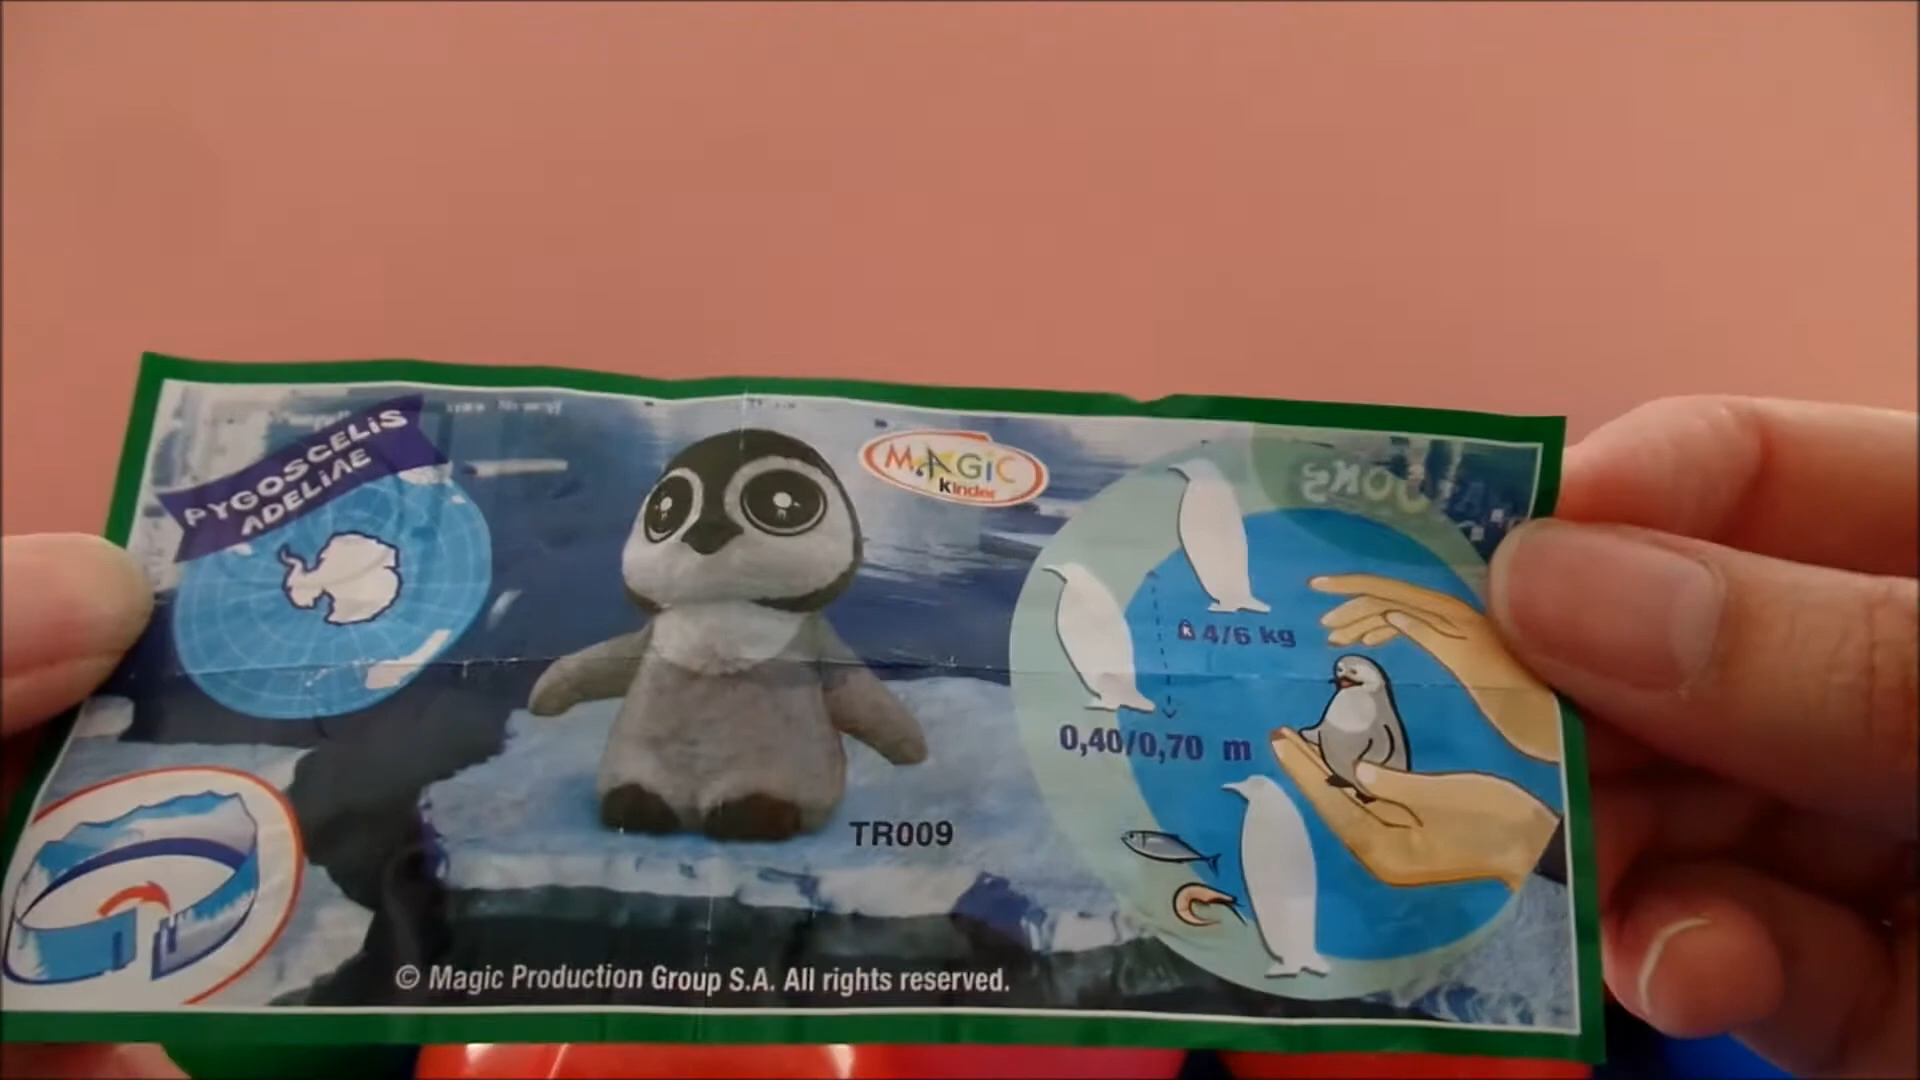 PYGOSCELIS
ADELIAE
MAGIC
kinder
4/6 kg
0,40/0,70 m
TR009
© Magic Production Group S.A. All rights reserved.